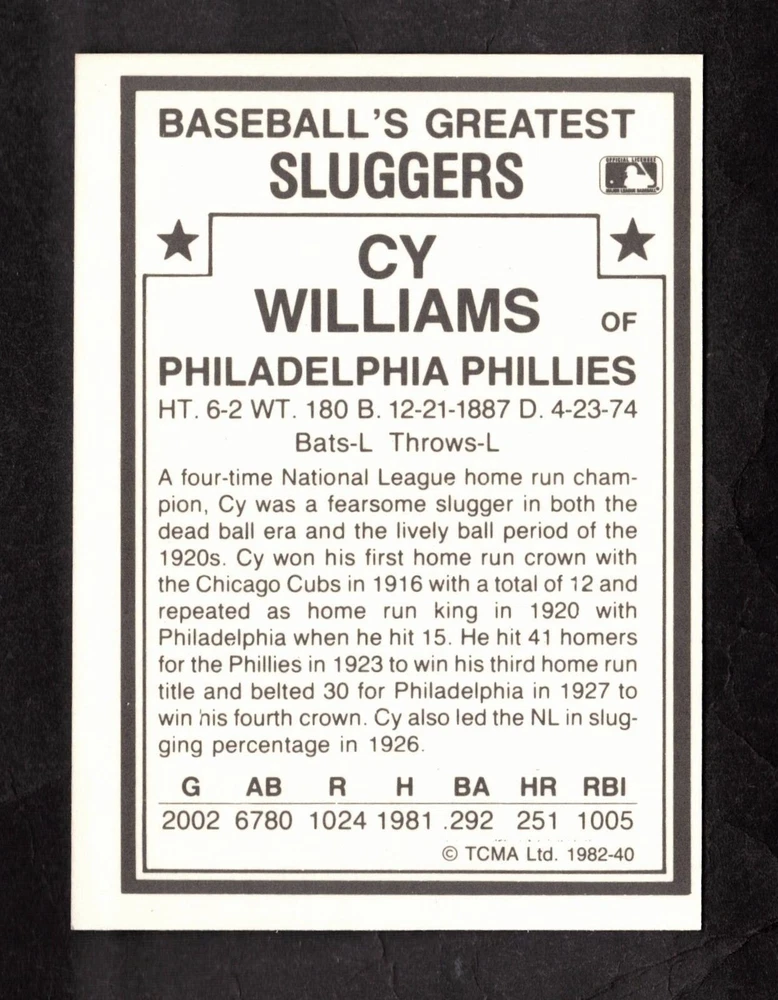 BASEBALL'S GREATEST
SLUGGERS
CY
WILLIAMS OF
PHILADELPHIA PHILLIES
HT. 6-2 WT. 180 B. 12-21-1887 D. 4-23-74
Bats-L Throws-L
A four-time National League home run cham-
pion, Cy was a fearsome slugger in both the
dead ball era and the lively ball period of the
1920s. Cy won his first home run crown with
the Chicago Cubs in 1916 with a total of 12 and
repeated as home run king in 1920 with
Philadelphia when he hit 15. He hit 41 homers
for the Phillies in 1923 to win his third home run
title and belted 30 for Philadelphia in 1927 to
win his fourth crown. Cy also led the NL in slug-
ging percentage in 1926.
G AB R H BA HR RBI
2002 6780 1024 1981 .292 251 1005
© TCMA Ltd. 1982-40